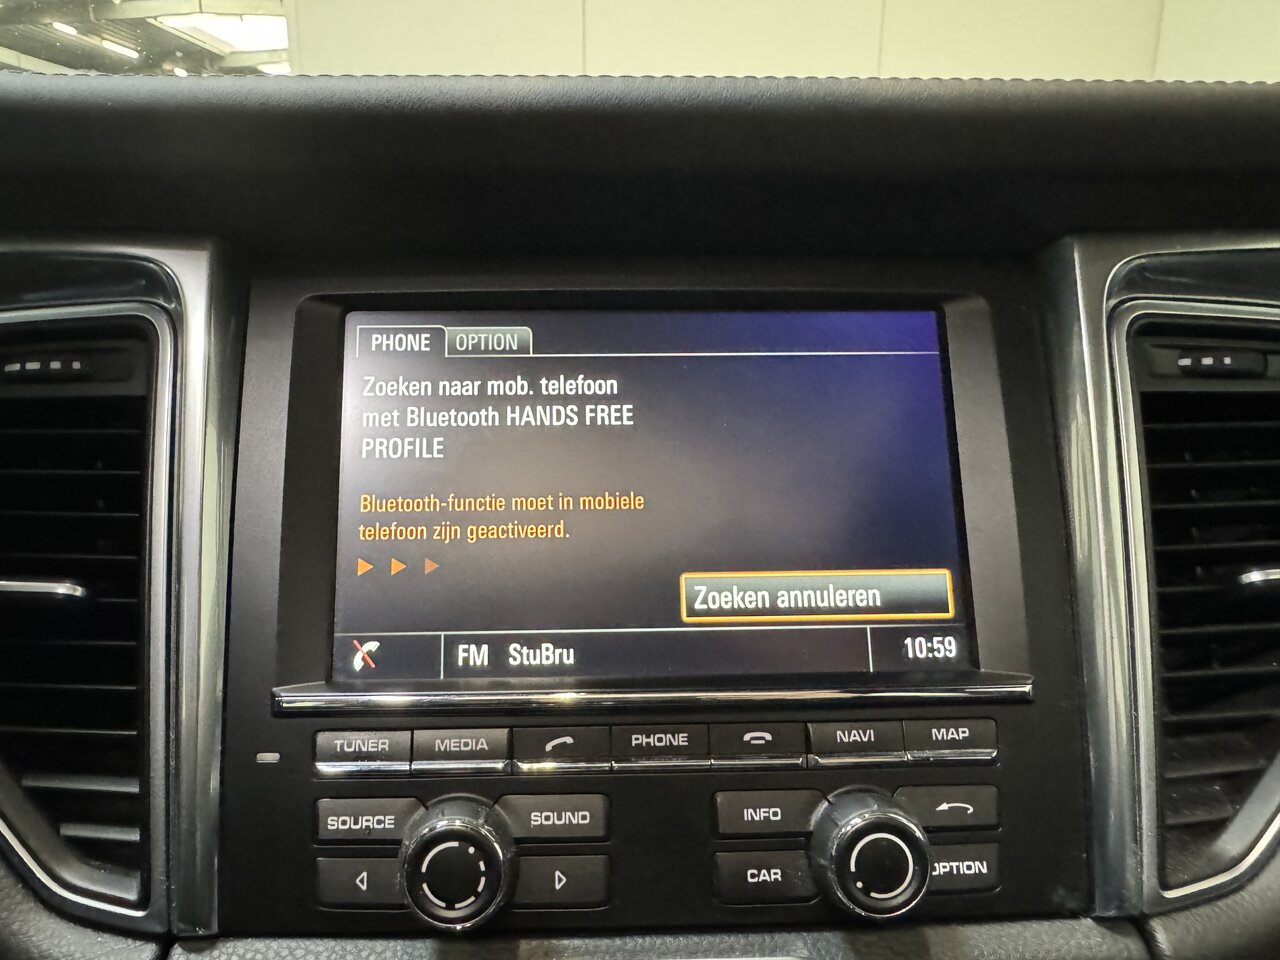 PHONE OPTION
Zoeken naar mob. telefoon
met Bluetooth HANDS FREE
PROFILE
Bluetooth-functie moet in mobiele
telefoon zijn geactiveerd.
Zoeken annuleren
FM StuBru 10:59
TUNER MEDIA PHONE NAVI MAP
SOURCE SOUND INFO
CAR OPTION